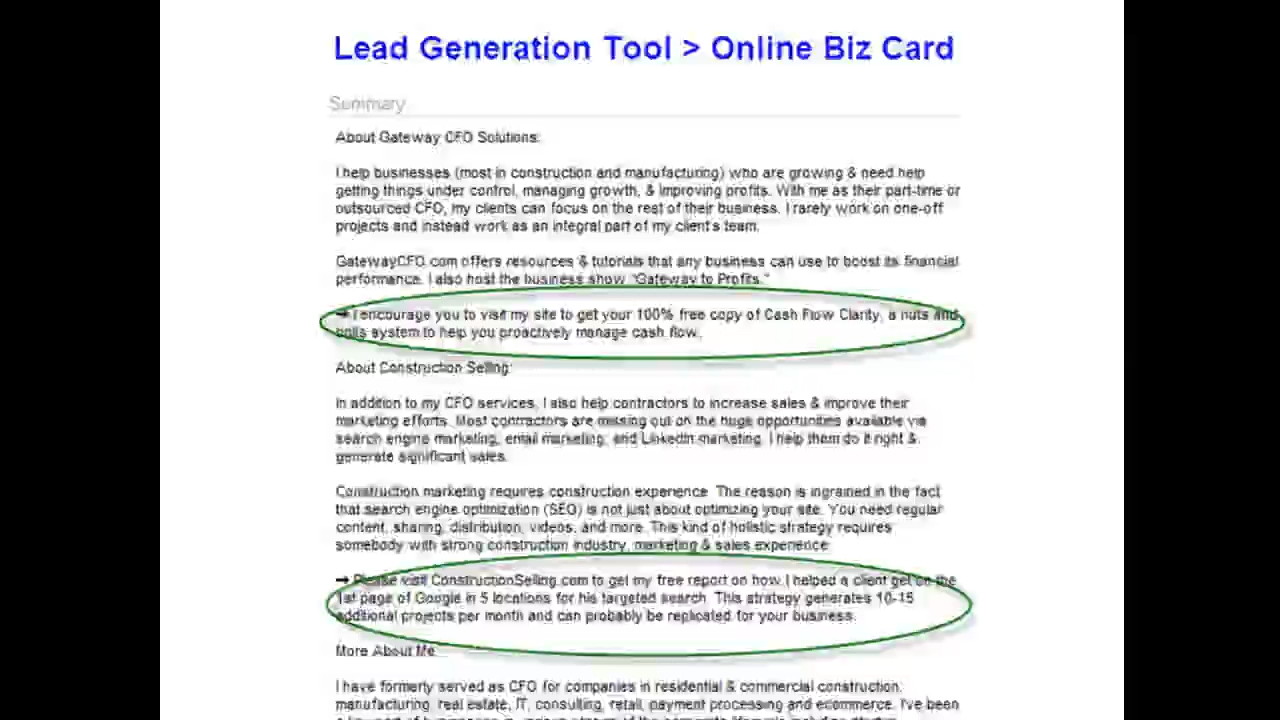 Lead Generation Tool > Online Biz Card
Summary
About Gateway CFO Solutions:
I help businesses (most in construction and manufacturing) who are growing & need help
getting things under control, managing growth, & improving profits. With me as their part-time or
outsourced CFO, my clients can focus on the rest of their business. I rarely work on one-off
projects and instead work as an integral part of my client's team.
GatewayCFO.com offers resources & tutorials that any business can use to boost its financial
performance. I also host the business show "Gateway to Profits."
➞ I encourage you to visit my site to get your 100% free copy of Cash Flow Clarity, a nuts and
bolts system to help you proactively manage cash flow.
About Construction Selling:
In addition to my CFO services, I also help contractors to increase sales & improve their
marketing efforts. Most contractors are missing out on the huge opportunities available via
search engine marketing, email marketing, and LinkedIn marketing. I help them do it right &
generate significant sales.
Construction marketing requires construction experience. The reason is ingrained in the fact
that search engine optimization (SEO) is not just about optimizing your site. You need regular
content, sharing, distribution, videos, and more. This kind of holistic strategy requires
somebody with strong construction industry, marketing & sales experience.
➞ Please visit ConstructionSelling.com to get my free report on how I helped a client get on the
1st page of Google in 5 locations for his targeted search. This strategy generates 10-15
additional projects per month and can probably be replicated for your business.
More About Me
I have formerly served as CFO for companies in residential & commercial construction,
manufacturing, real estate, IT, consulting, retail, payment processing and ecommerce. I've been